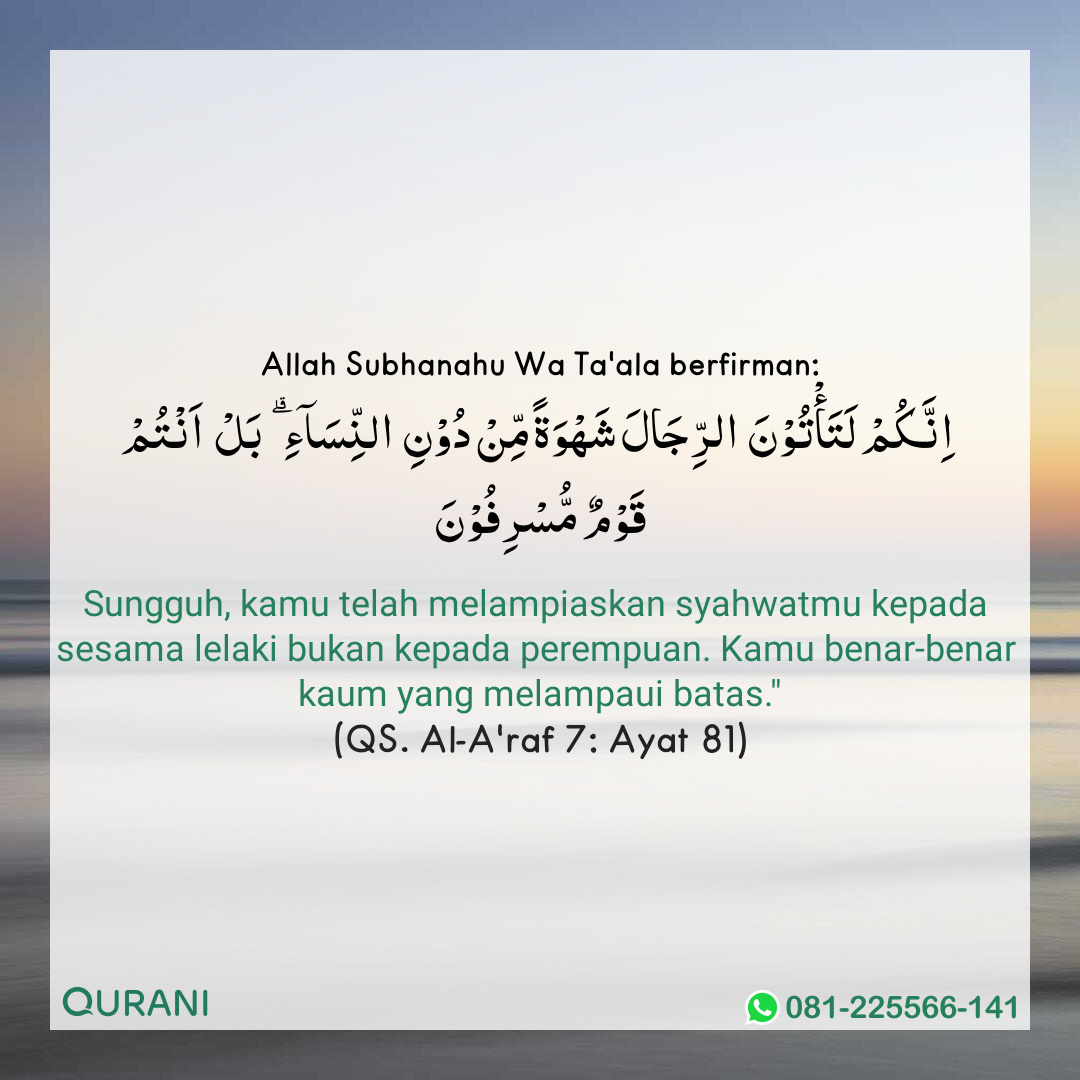 Allah Subhanahu Wa Ta'ala berfirman:
اِنَّكُمْ لَتَأْتُوْنَ الرِّجَالَ شَهْوَةً مِّنْ دُوْنِ النِّسَاۤءِ ۗ بَلْ اَنْتُمْ
قَوْمٌ مُّسْرِفُوْنَ
Sungguh, kamu telah melampiaskan syahwatmu kepada
sesama lelaki bukan kepada perempuan. Kamu benar-benar
kaum yang melampaui batas."
(QS. Al-A'raf 7: Ayat 81)
QURANI
081-225566-141